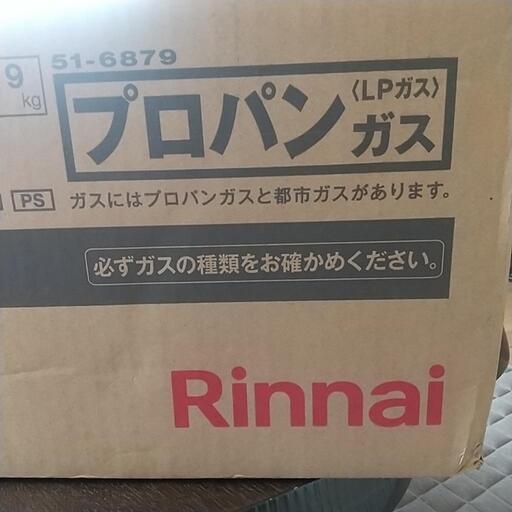 51-6879
9
kg
プロパン〈LPガス〉
ガス
PS
ガスにはプロパンガスと都市ガスがあります。
必ずガスの種類をお確かめください。
Rinnai